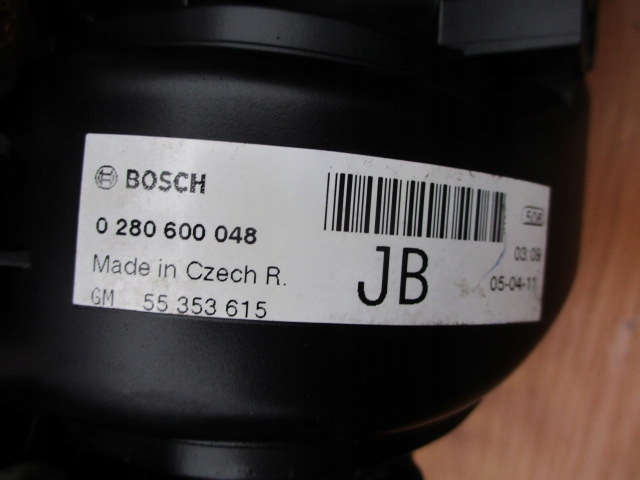 BOSCH
0 280 600 048
Made in Czech R.
GM 55 353 615
JB
03:09
05-04-11